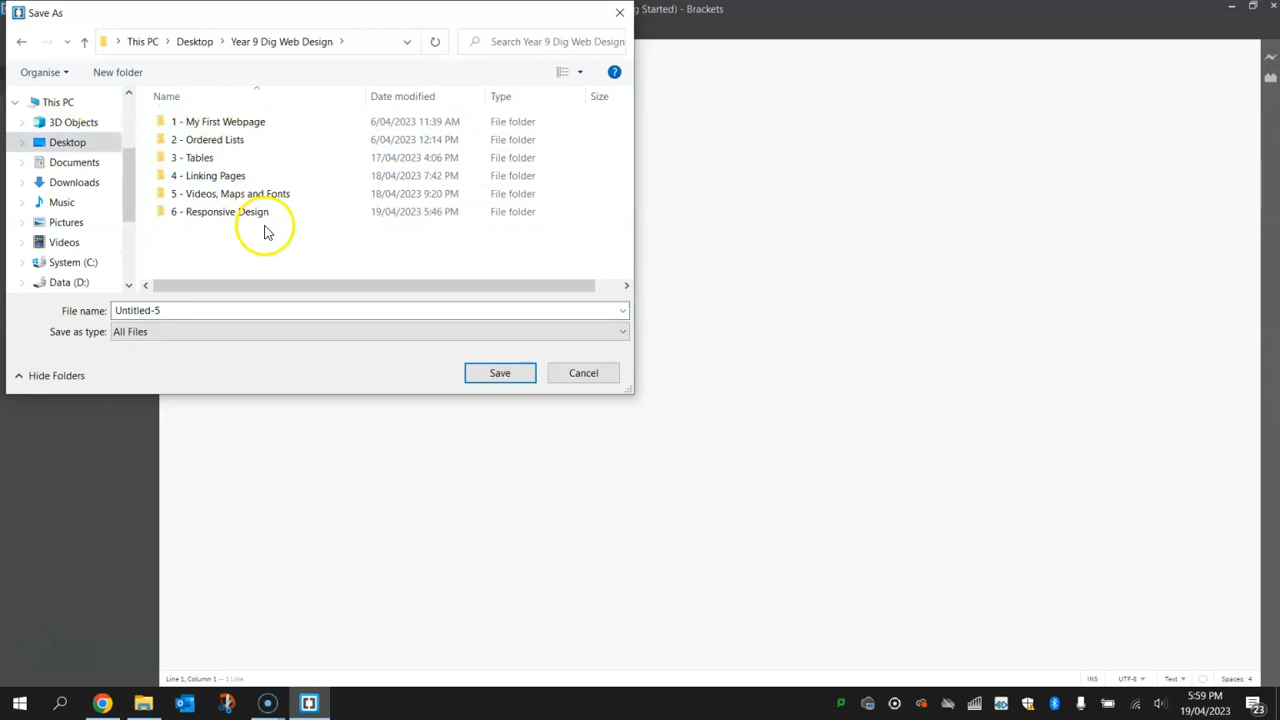 Save As
g Started) - Brackets
This PC
Desktop
Year 9 Dig Web Design
Search Year 9 Dig Web Design
Organise
New folder
Name
Date modified
Type
Size
This PC
3D Objects
Desktop
Documents
Downloads
Music
Pictures
Videos
System (C:)
Data (D:)
1 - My First Webpage
6/04/2023 11:39 AM
File folder
2 - Ordered Lists
6/04/2023 12:14 PM
File folder
3 - Tables
17/04/2023 4:06 PM
File folder
4 - Linking Pages
18/04/2023 7:42 PM
File folder
5 - Videos, Maps and Fonts
18/04/2023 9:20 PM
File folder
6 - Responsive Design
19/04/2023 5:46 PM
File folder
File name:
Untitled-5
Save as type:
All Files
Hide Folders
Save
Cancel
Line 1, Column 1 — 1 Line
INS
UTF-8
Text
Spaces: 4
5:59 PM
19/04/2023
23